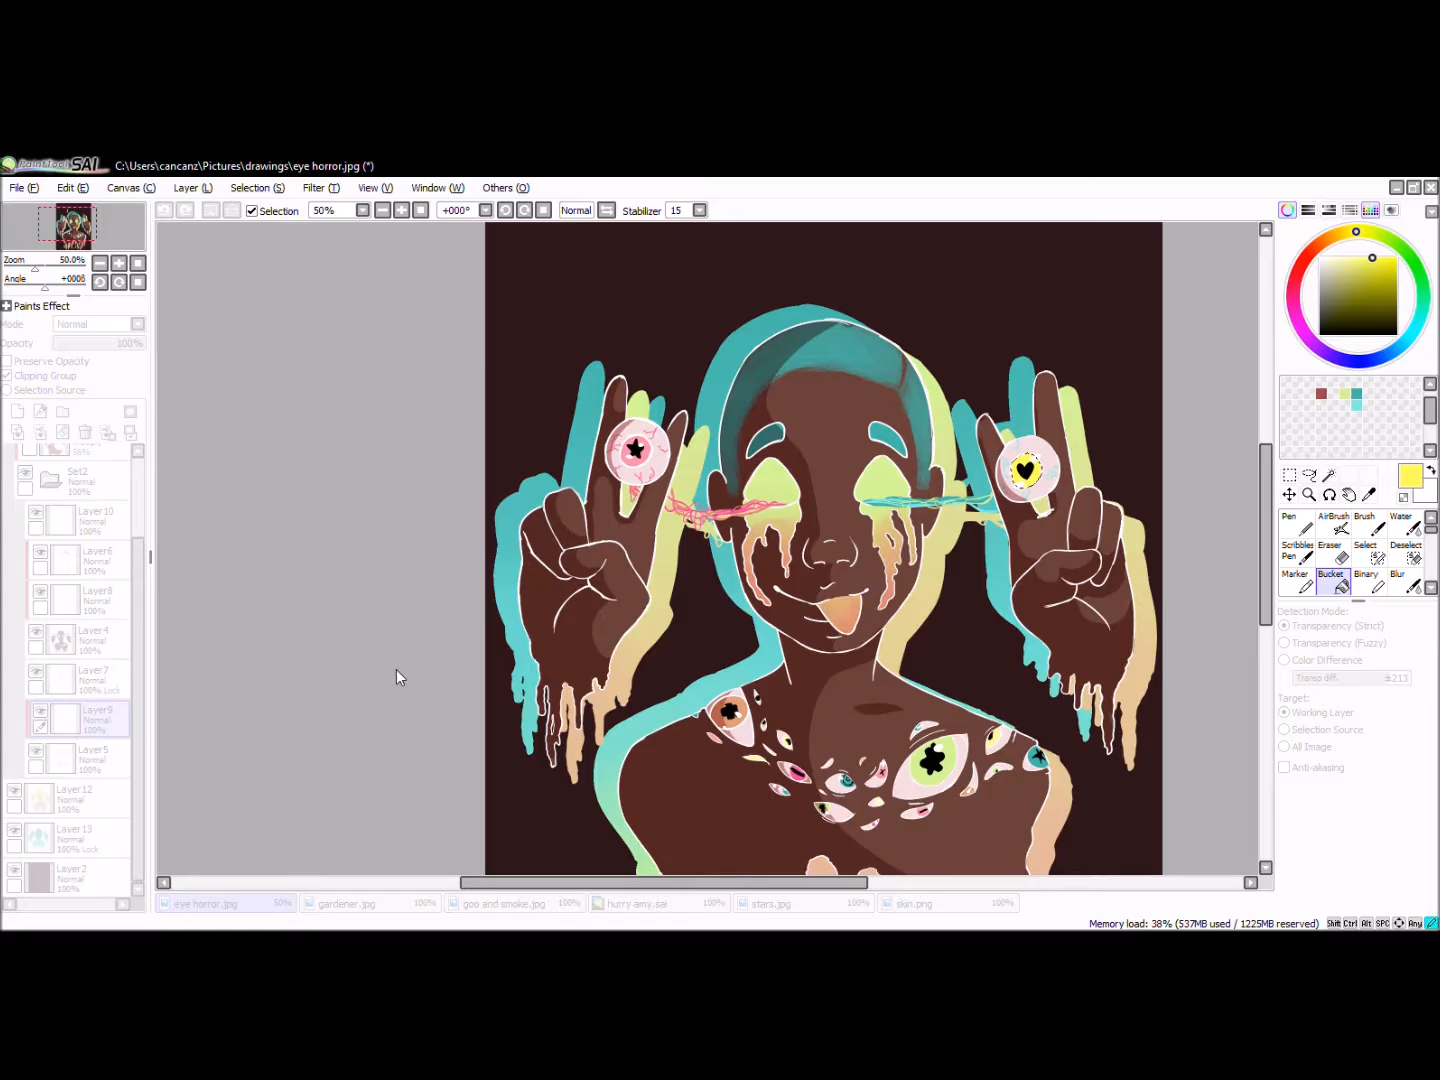 PaintTool SAI C:\Users\cancanz\Pictures\drawings\eye horror.jpg (*)
File (F) Edit (E) Canvas (C) Layer (L) Selection (S) Filter (T) View (V) Window (W) Others (O)
Selection 50% +000° Normal Stabilizer 15
Zoom 50.0%
Angle
Paints Effect
Mode Normal
Opacity 100%
Preserve Opacity
Clipping Group
Selection Source
56%
Set2
Normal
100%
Layer10
Normal
100%
Layer6
Normal
100%
Layer8
Normal
100%
Layer4
Normal
100%
Layer7
Normal
100% Lock
Layer9
Normal
100%
Layer5
Normal
100%
Layer12
Normal
100%
Layer13
Normal
100% Lock
Layer2
Normal
100%
Pen AirBrush Brush Water
Scribbles Eraser Select Deselect
Pen
Marker Bucket Binary Blur
Detection Mode:
Transparency (Strict)
Transparency (Fuzzy)
Color Difference
Transp diff. ±213
Target:
Working Layer
Selection Source
All Image
Anti-aliasing
eye horror.jpg 50% gardener.jpg 100% goo and smoke.jpg 100% hurry amy.sai 100% stars.jpg 100% skin.png 100%
Memory load: 38% (537MB used / 1225MB reserved) Shift Ctrl Alt SPC Any